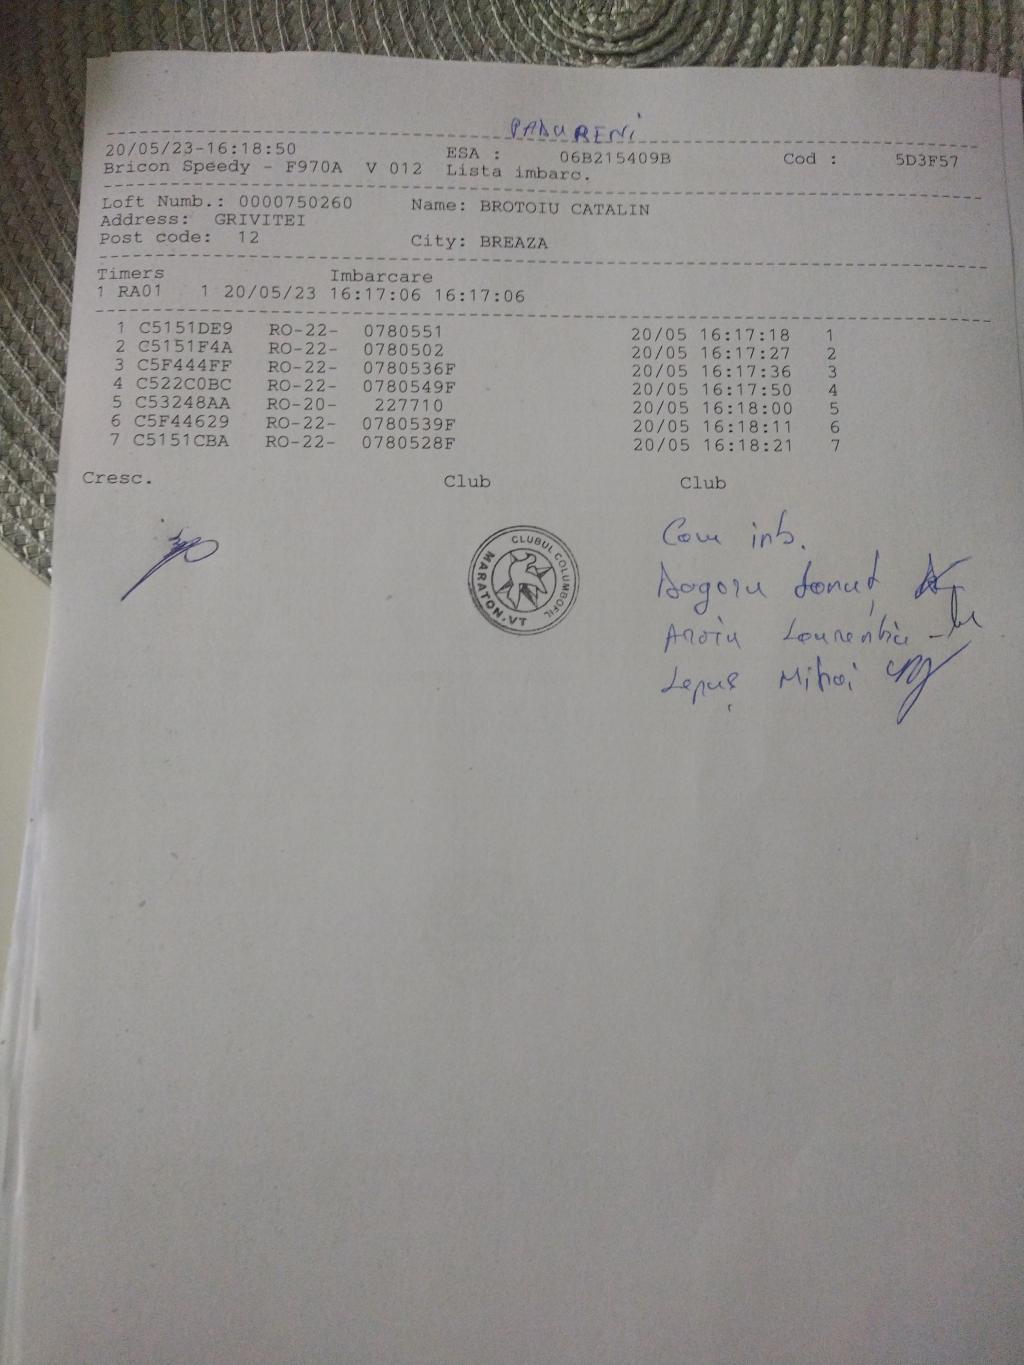 PADURENI
20/05/23-16:18:50 ESA : 06B215409B Cod : 5D3F57
Bricon Speedy - F970A V 012 Lista imbarc.
Loft Numb.: 0000750260 Name: BROTOIU CATALIN
Address: GRIVITEI
Post code: 12 City: BREAZA
Timers Imbarcare
1 RA01 1 20/05/23 16:17:06 16:17:06
1 C5151DE9 RO-22- 0780551 20/05 16:17:18 1
2 C5151F4A RO-22- 0780502 20/05 16:17:27 2
3 C5F444FF RO-22- 0780536F 20/05 16:17:36 3
4 C522C0BC RO-22- 0780549F 20/05 16:17:50 4
5 C53248AA RO-20- 227710 20/05 16:18:00 5
6 C5F44629 RO-22- 0780539F 20/05 16:18:11 6
7 C5151CBA RO-22- 0780528F 20/05 16:18:21 7
Cresc. Club Club
CLUBUL COLUMBOFIL
MARATON.VT
Com imb.
Ionuț
Laurentiu
Lepuș Mihai